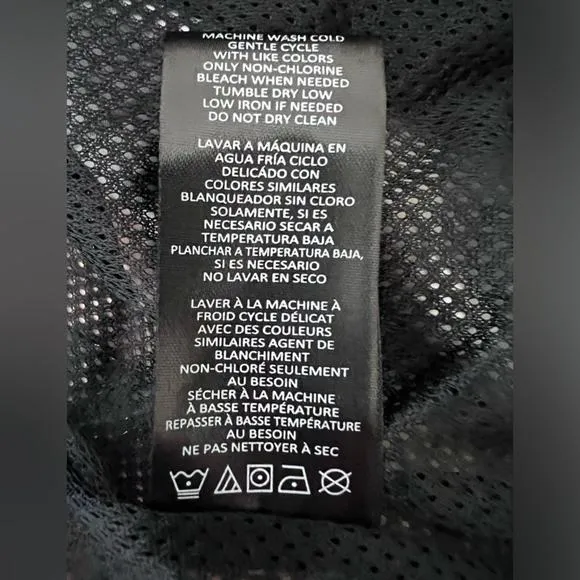 MACHINE WASH COLD
GENTLE CYCLE
WITH LIKE COLORS
ONLY NON-CHLORINE
BLEACH WHEN NEEDED
TUMBLE DRY LOW
LOW IRON IF NEEDED
DO NOT DRY CLEAN
LAVAR A MÁQUINA EN
AGUA FRÍA CICLO
DELICÁDO CON
COLORES SIMILARES
BLANQUEADOR SIN CLORO
SOLAMENTE, SI ES
NECESARIO SECAR A
TEMPERATURA BAJA
PLANCHAR A TEMPERATURA BAJA,
SI ES NECESARIO
NO LAVAR EN SECO
LAVER À LA MACHINE À
FROID CYCLE DÉLICAT
AVEC DES COULEURS
SIMILAIRES AGENT DE
BLANCHIMENT
NON-CHLORÉ SEULEMENT
AU BESOIN
SÉCHER À LA MACHINE
À BASSE TEMPÉRATURE
REPASSER À BASSE TEMPÉRATURE
AU BESOIN
NE PAS NETTOYER À SEC